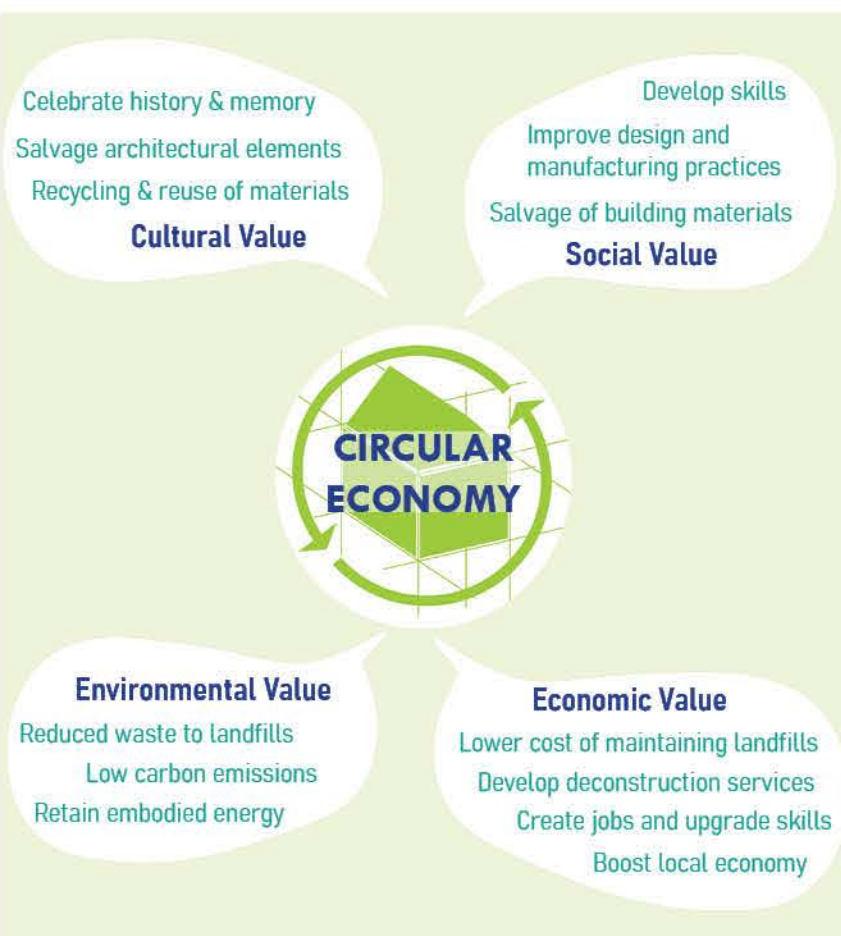 Celebrate history & memory
Salvage architectural elements
Recycling & reuse of materials
Cultural Value
Develop skills
Improve design and
manufacturing practices
Salvage of building materials
Social Value
CIRCULAR
ECONOMY
Environmental Value
Reduced waste to landfills
Low carbon emissions
Retain embodied energy
Economic Value
Lower cost of maintaining landfills
Develop deconstruction services
Create jobs and upgrade skills
Boost local economy